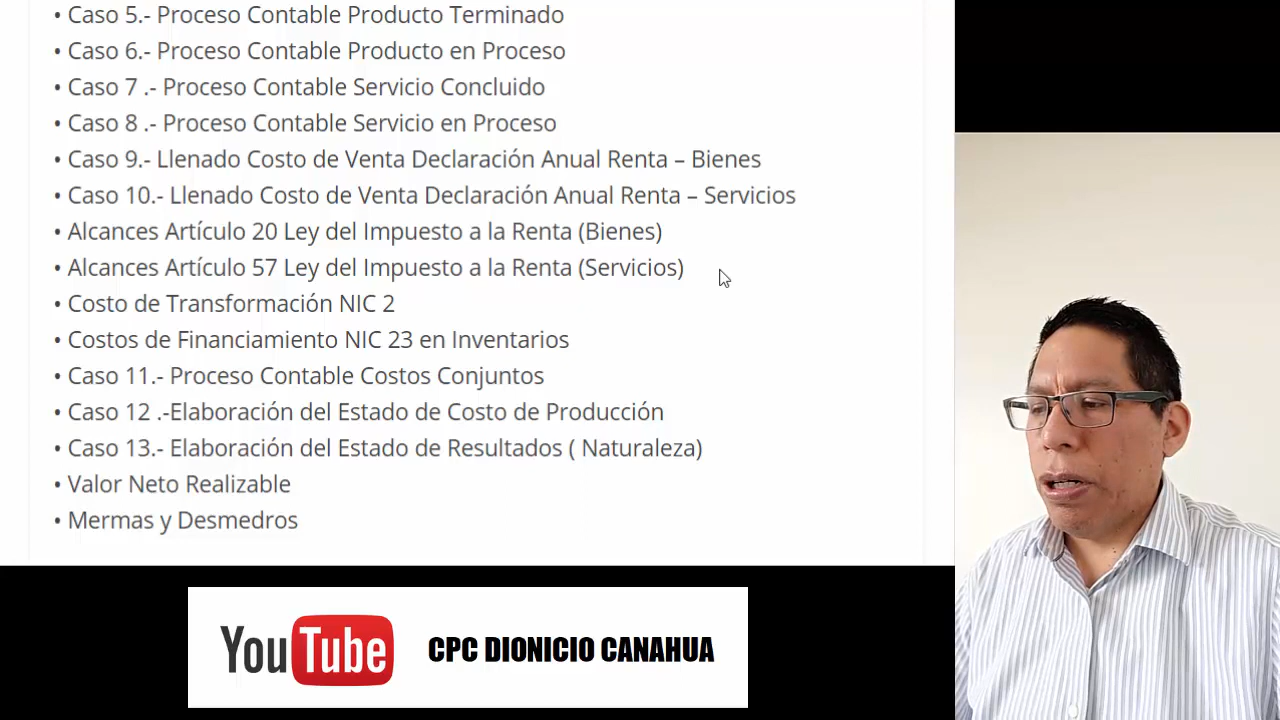 • Caso 5.- Proceso Contable Producto Terminado
• Caso 6.- Proceso Contable Producto en Proceso
• Caso 7 .- Proceso Contable Servicio Concluido
• Caso 8 .- Proceso Contable Servicio en Proceso
• Caso 9.- Llenado Costo de Venta Declaración Anual Renta – Bienes
• Caso 10.- Llenado Costo de Venta Declaración Anual Renta – Servicios
• Alcances Artículo 20 Ley del Impuesto a la Renta (Bienes)
• Alcances Artículo 57 Ley del Impuesto a la Renta (Servicios)
• Costo de Transformación NIC 2
• Costos de Financiamiento NIC 23 en Inventarios
• Caso 11.- Proceso Contable Costos Conjuntos
• Caso 12 .-Elaboración del Estado de Costo de Producción
• Caso 13.- Elaboración del Estado de Resultados ( Naturaleza)
• Valor Neto Realizable
• Mermas y Desmedros
YouTube CPC DIONICIO CANAHUA